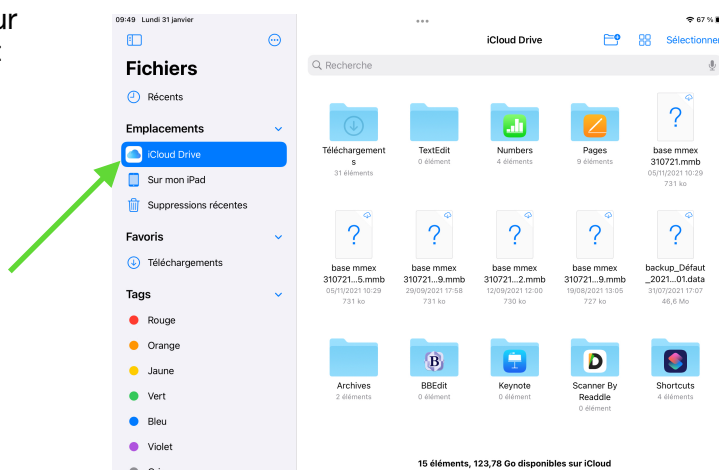 ur
:
09:49 Lundi 31 janvier
67 %
Fichiers
Récents
Emplacements
iCloud Drive
Sur mon iPad
Suppressions récentes
Favoris
Téléchargements
Tags
Rouge
Orange
Jaune
Vert
Bleu
Violet
iCloud Drive
Sélectionner
Recherche
Téléchargement
s
31 éléments
TextEdit
0 élément
Numbers
4 éléments
Pages
9 éléments
base mmex
310721.mmb
05/11/2021 10:29
731 ko
base mmex
310721...5.mmb
05/11/2021 10:29
731 ko
base mmex
310721...9.mmb
29/09/2021 17:58
731 ko
base mmex
310721...2.mmb
12/09/2021 12:00
730 ko
base mmex
310721...9.mmb
19/08/2021 13:05
727 ko
backup_Défaut
_2021...01.data
31/07/2021 17:07
46,6 Mo
Archives
2 éléments
BBEdit
0 élément
Keynote
0 élément
Scanner By
Readdle
0 élément
Shortcuts
4 éléments
15 éléments, 123,78 Go disponibles sur iCloud